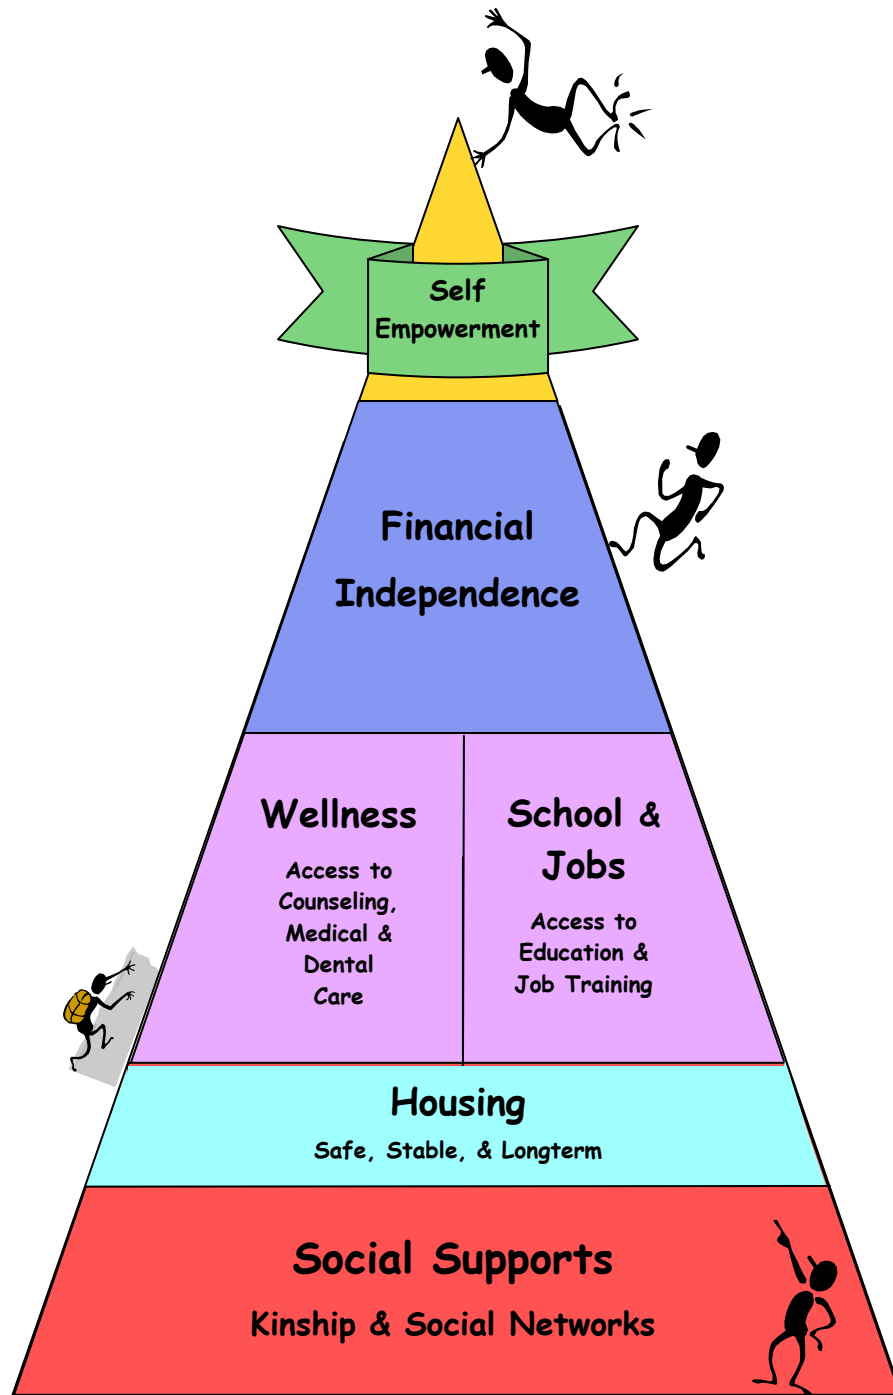 Self
Empowerment
Financial
Independence
Wellness
Access to
Counseling,
Medical &
Dental
Care
School &
Jobs
Access to
Education &
Job Training
Housing
Safe, Stable, & Longterm
Social Supports
Kinship & Social Networks